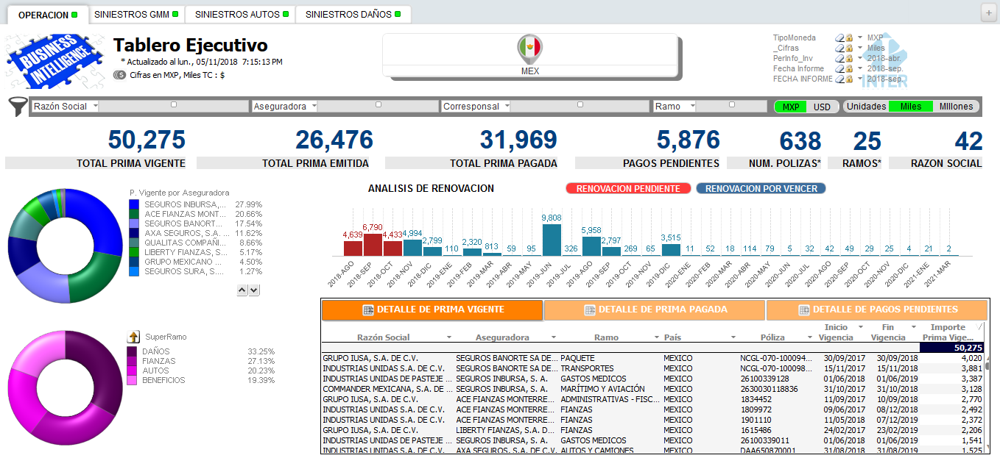 OPERACION
SINIESTROS GMM
SINIESTROS AUTOS
SINIESTROS DAÑOS
BUSINESS
INTELLIGENCE
Tablero Ejecutivo
* Actualizado al lun., 05/11/2018 7:15:13 PM
Cifras en MXP, Miles TC : $
MEX
TipoMoneda MXP
_Cifras Miles
PerInfo_Inv 2018-abr.
Fecha Informe 2018-sep.
FECHA INFORME 2018-sep.
INTER
Razón Social
Aseguradora
Corresponsal
Ramo
MXP USD
Unidades Miles MIllones
50,275 26,476 31,969 5,876 638 25 42
TOTAL PRIMA VIGENTE TOTAL PRIMA EMITIDA TOTAL PRIMA PAGADA PAGOS PENDIENTES NUM. POLIZAS* RAMOS* RAZON SOCIAL
P. Vigente por Aseguradora
SEGUROS INBURSA,... 27.99%
ACE FIANZAS MONT... 20.66%
SEGUROS BANORT... 17.54%
AXA SEGUROS, S.A. ... 11.62%
QUALITAS COMPAÑI... 8.66%
LIBERTY FIANZAS, S... 5.17%
GRUPO MEXICANO ... 4.50%
SEGUROS SURA, S.... 1.27%
SuperRamo
DAÑOS 33.25%
FIANZAS 27.13%
AUTOS 20.23%
BENEFICIOS 19.39%
ANALISIS DE RENOVACION
RENOVACION PENDIENTE
RENOVACION POR VENCER
4,639 6,790 4,433 4,994 2,799 110 2,320 813 59 95 9,808 326 5,958 2,797 269 65 3,515 11 52 18 114 79 5 32 42 49 29 25 4 21 2
2018-AGO 2018-SEP 2018-OCT 2018-NOV 2018-DIC 2019-ENE 2019-FEB 2019-MAR 2019-ABR 2019-MAY 2019-JUN 2019-JUL 2019-AGO 2019-SEP 2019-OCT 2019-NOV 2019-DIC 2020-ENE 2020-FEB 2020-MAR 2020-ABR 2020-MAY 2020-JUN 2020-JUL 2020-AGO 2020-SEP 2020-OCT 2020-NOV 2020-DIC 2021-ENE 2021-MAR
DETALLE DE PRIMA VIGENTE
DETALLE DE PRIMA PAGADA
DETALLE DE PAGOS PENDIENTES
Razón Social Aseguradora Ramo País Póliza Inicio Vigencia Fin Vigencia Importe Prima Vige...
50,275
GRUPO IUSA, S.A. DE C.V. SEGUROS BANORTE SA DE... PAQUETE MEXICO NCGL-070-100094... 30/09/2017 30/09/2018 4,020
INDUSTRIAS UNIDAS S.A. DE C.V. SEGUROS BANORTE SA DE... TRANSPORTES MEXICO NCGL-070-100098... 15/11/2017 15/11/2018 3,881
INDUSTRIAS UNIDAS DE PASTEJE ... SEGUROS INBURSA, S. A. GASTOS MEDICOS MEXICO 26100339128 01/06/2018 01/06/2019 3,387
COMMANDER MEXICANA, S.A. DE ... SEGUROS INBURSA, S. A. MARÍTIMO Y AVIACIÓN MEXICO 2630030118836 31/10/2017 31/10/2018 3,128
GRUPO IUSA, S.A. DE C.V. ACE FIANZAS MONTERRE... ADMINISTRATIVAS - FISC... MEXICO 1834452 11/09/2017 10/09/2018 2,770
INDUSTRIAS UNIDAS S.A. DE C.V. ACE FIANZAS MONTERRE... FIANZAS MEXICO 1809972 09/06/2017 08/12/2018 2,492
INDUSTRIAS UNIDAS S.A. DE C.V. ACE FIANZAS MONTERRE... FIANZAS MEXICO 1901110 11/05/2018 07/12/2019 2,372
GRUPO IUSA, S.A. DE C.V. LIBERTY FIANZAS, S.A. D... FIANZAS MEXICO 1615486 24/02/2017 23/02/2019 2,206
INDUSTRIAS UNIDAS DE PASTEJE ... SEGUROS INBURSA, S. A. GASTOS MEDICOS MEXICO 26100339011 01/06/2018 01/06/2019 1,541
INDUSTRIAS UNIDAS S.A. DE C.V. AXA SEGUROS, S.A. DE C.V. AUTOS Y CAMIONES MEXICO DAA650870001 31/08/2018 31/08/2019 1,525